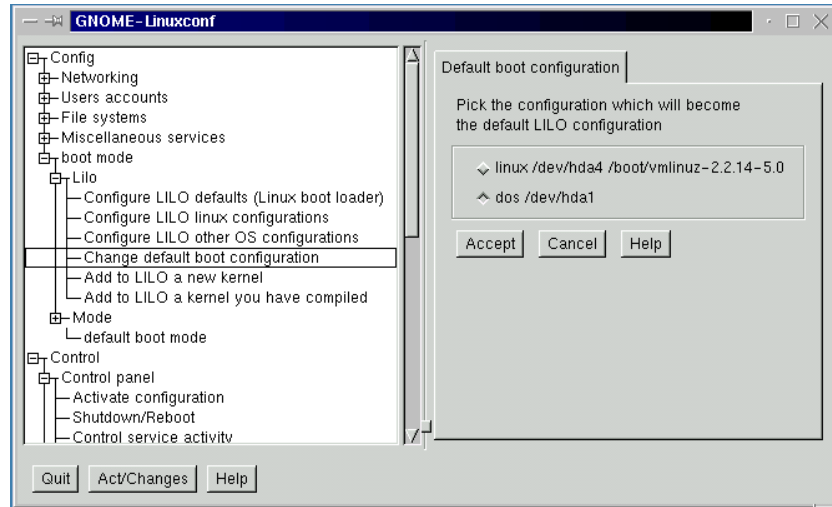 GNOME-Linuxconf
Config
Networking
Users accounts
File systems
Miscellaneous services
boot mode
Lilo
Configure LILO defaults (Linux boot loader)
Configure LILO linux configurations
Configure LILO other OS configurations
Change default boot configuration
Add to LILO a new kernel
Add to LILO a kernel you have compiled
Mode
default boot mode
Control
Control panel
Activate configuration
Shutdown/Reboot
Control service activity
Default boot configuration
Pick the configuration which will become
the default LILO configuration
linux /dev/hda4 /boot/vmlinuz-2.2.14-5.0
dos /dev/hda1
Accept Cancel Help
Quit Act/Changes Help